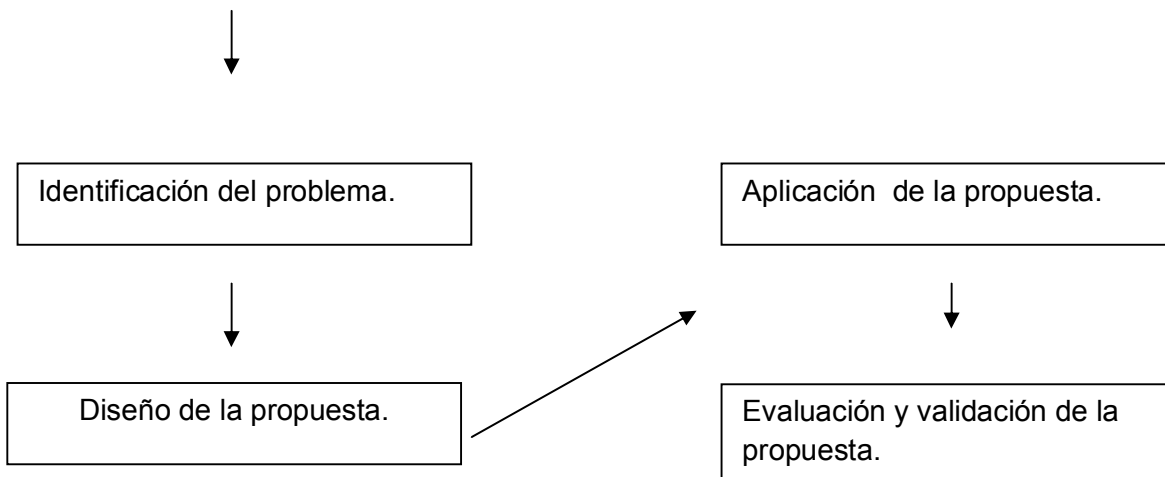 Identificación del problema.
Diseño de la propuesta.
Aplicación  de la propuesta.
Evaluación y validación de la
propuesta.